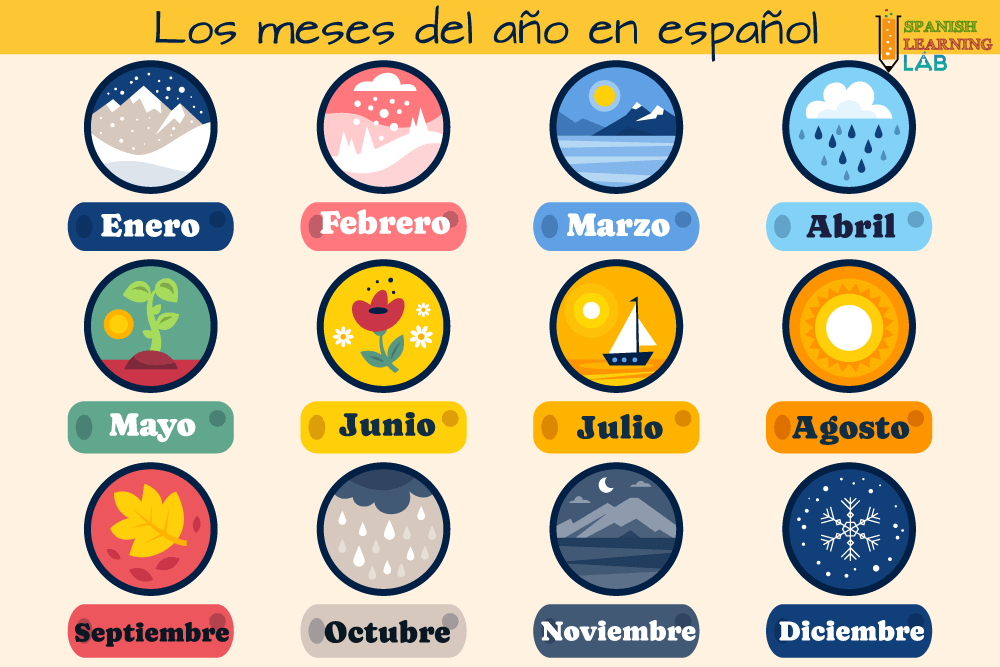 Los meses del año en español
SPANISH
LEARNING
LÁB
Enero
Febrero
Marzo
Abril
Mayo
Junio
Julio
Agosto
Septiembre
Octubre
Noviembre
Diciembre